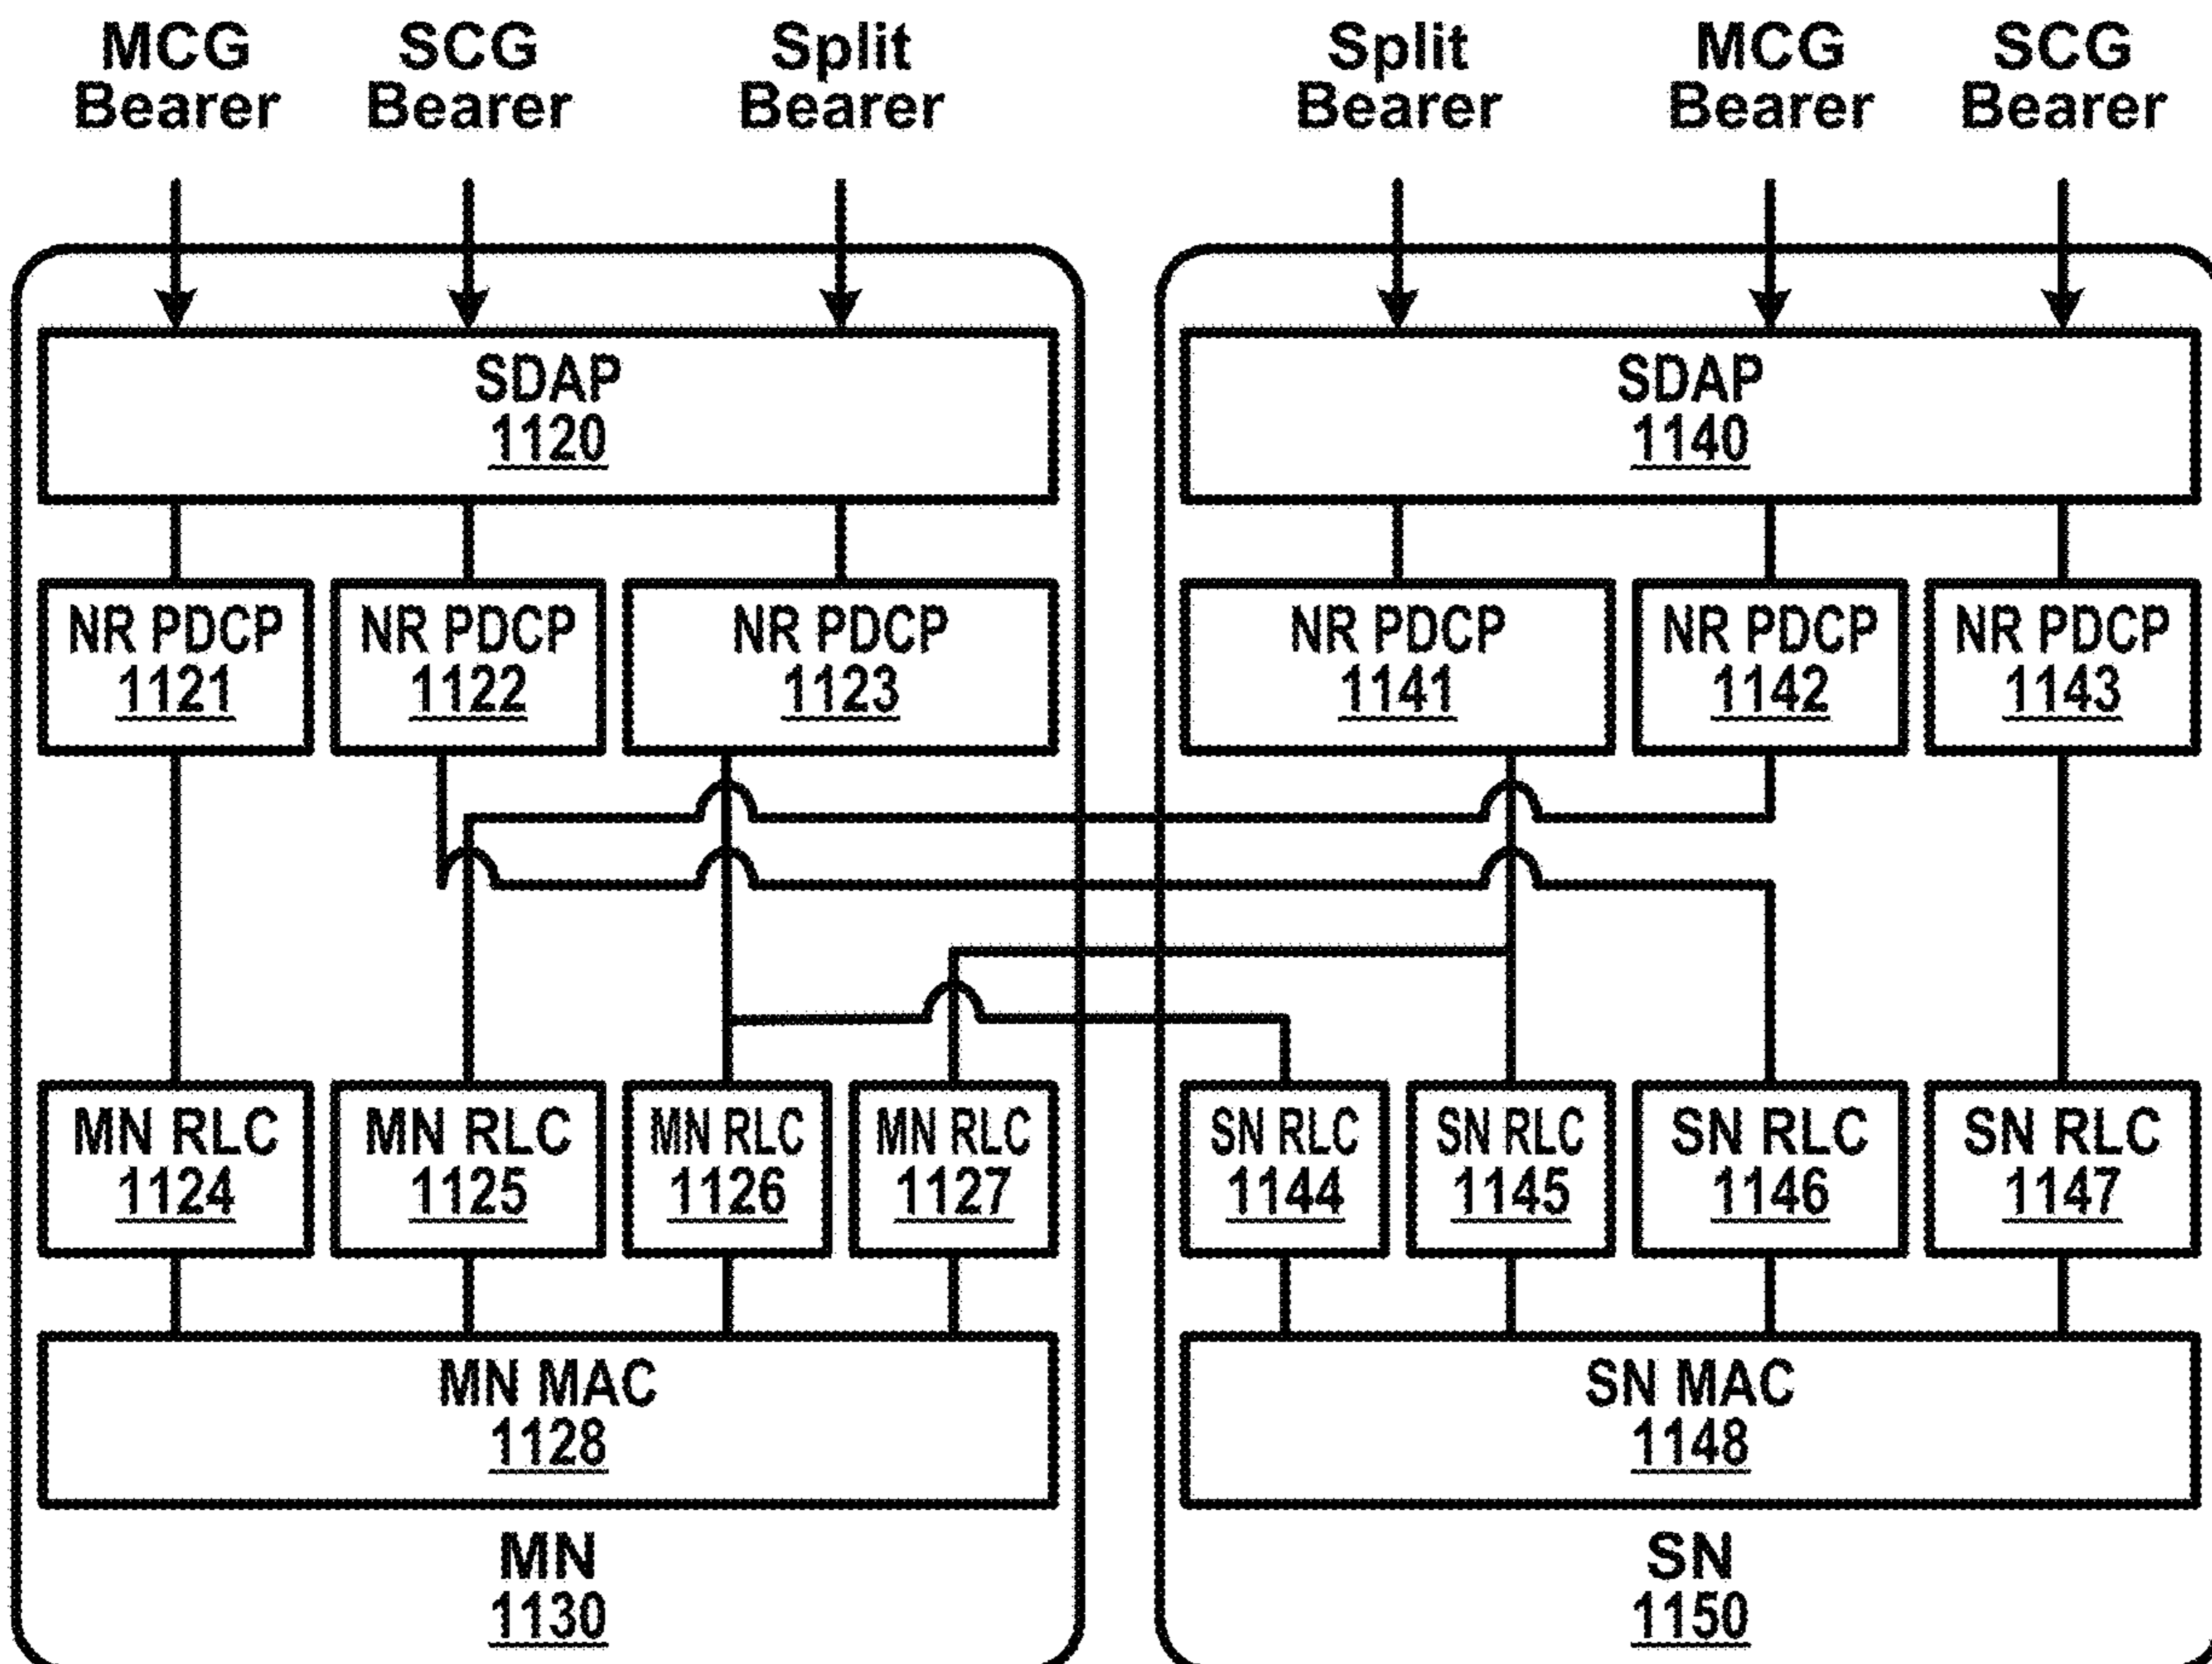 MCG
Bearer
SCG
Bearer
Split
Bearer
Split
Bearer
MCG
Bearer
SCG
Bearer
SDAP
1120
SDAP
1140
NR PDCP
1121
NR PDCP
1122
NR PDCP
1123
NR PDCP
1141
NR PDCP
1142
NR PDCP
1143
MN RLC
1124
MN RLC
1125
MN RLC
1126
MN RLC
1127
SN RLC
1144
SN RLC
1145
SN RLC
1146
SN RLC
1147
MN MAC
1128
SN MAC
1148
MN
1130
SN
1150